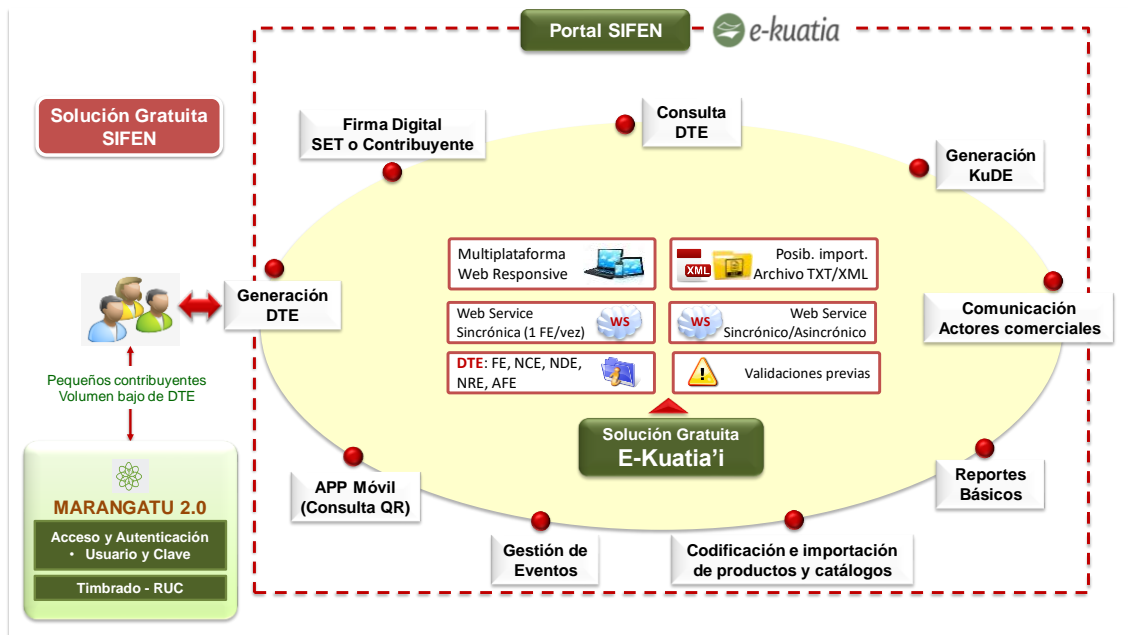 Portal SIFEN
e-kuatia
Solución Gratuita
SIFEN
Firma Digital
SET o Contribuyente
Consulta
DTE
Generación
KuDE
Multiplataforma
Web Responsive
XML
Posib. import.
Archivo TXT/XML
Generación
DTE
Comunicación
Actores comerciales
Web Service
Sincrónica (1 FE/vez)
WS
WS
Web Service
Sincrónico/Asincrónico
DTE: FE, NCE, NDE,
NRE, AFE
Validaciones previas
Pequeños contribuyentes
Volumen bajo de DTE
Solución Gratuita
E-Kuatia’i
MARANGATU 2.0
Acceso y Autenticación
• Usuario y Clave
Timbrado - RUC
APP Móvil
(Consulta QR)
Reportes
Básicos
Gestión de
Eventos
Codificación e importación
de productos y catálogos